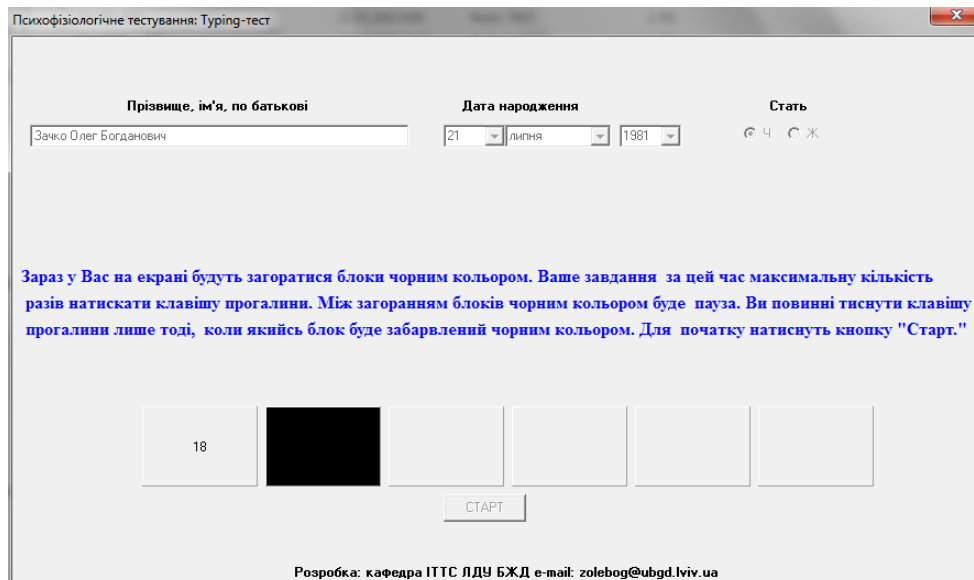 Психофізіологічне тестування: Typing-тест
Прізвище, ім'я, по батькові Дата народження Стать
Зачко Олег Богданович 21 липня 1981 Ч Ж
Зараз у Вас на екрані будуть загоратися блоки чорним кольором. Ваше завдання за цей час максимальну кількість
разів натискати клавішу прогалини. Між загоранням блоків чорним кольором буде пауза. Ви повинні тиснути клавішу
прогалини лише тоді, коли якийсь блок буде забарвлений чорним кольором. Для початку натиснуть кнопку "Старт."
18
СТАРТ
Розробка: кафедра ІТТС ЛДУ БЖД e-mail: zolebog@ubgd.lviv.ua